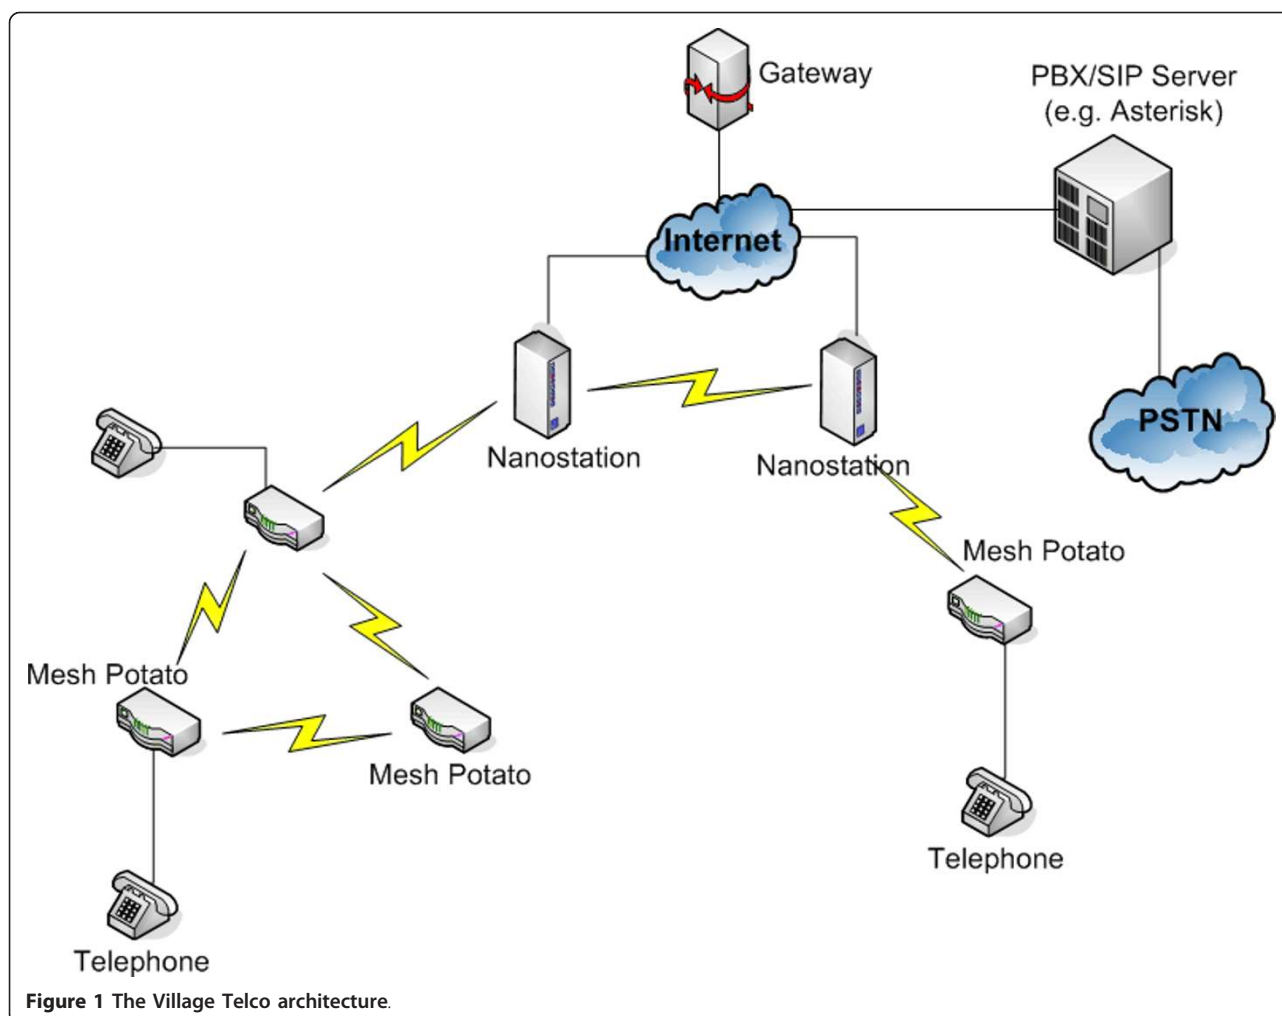 Gateway
PBX/SIP Server
(e.g. Asterisk)
Internet
PSTN
Nanostation
Nanostation
Mesh Potato
Mesh Potato
Mesh Potato
Telephone
Telephone
Figure 1 The Village Telco architecture.